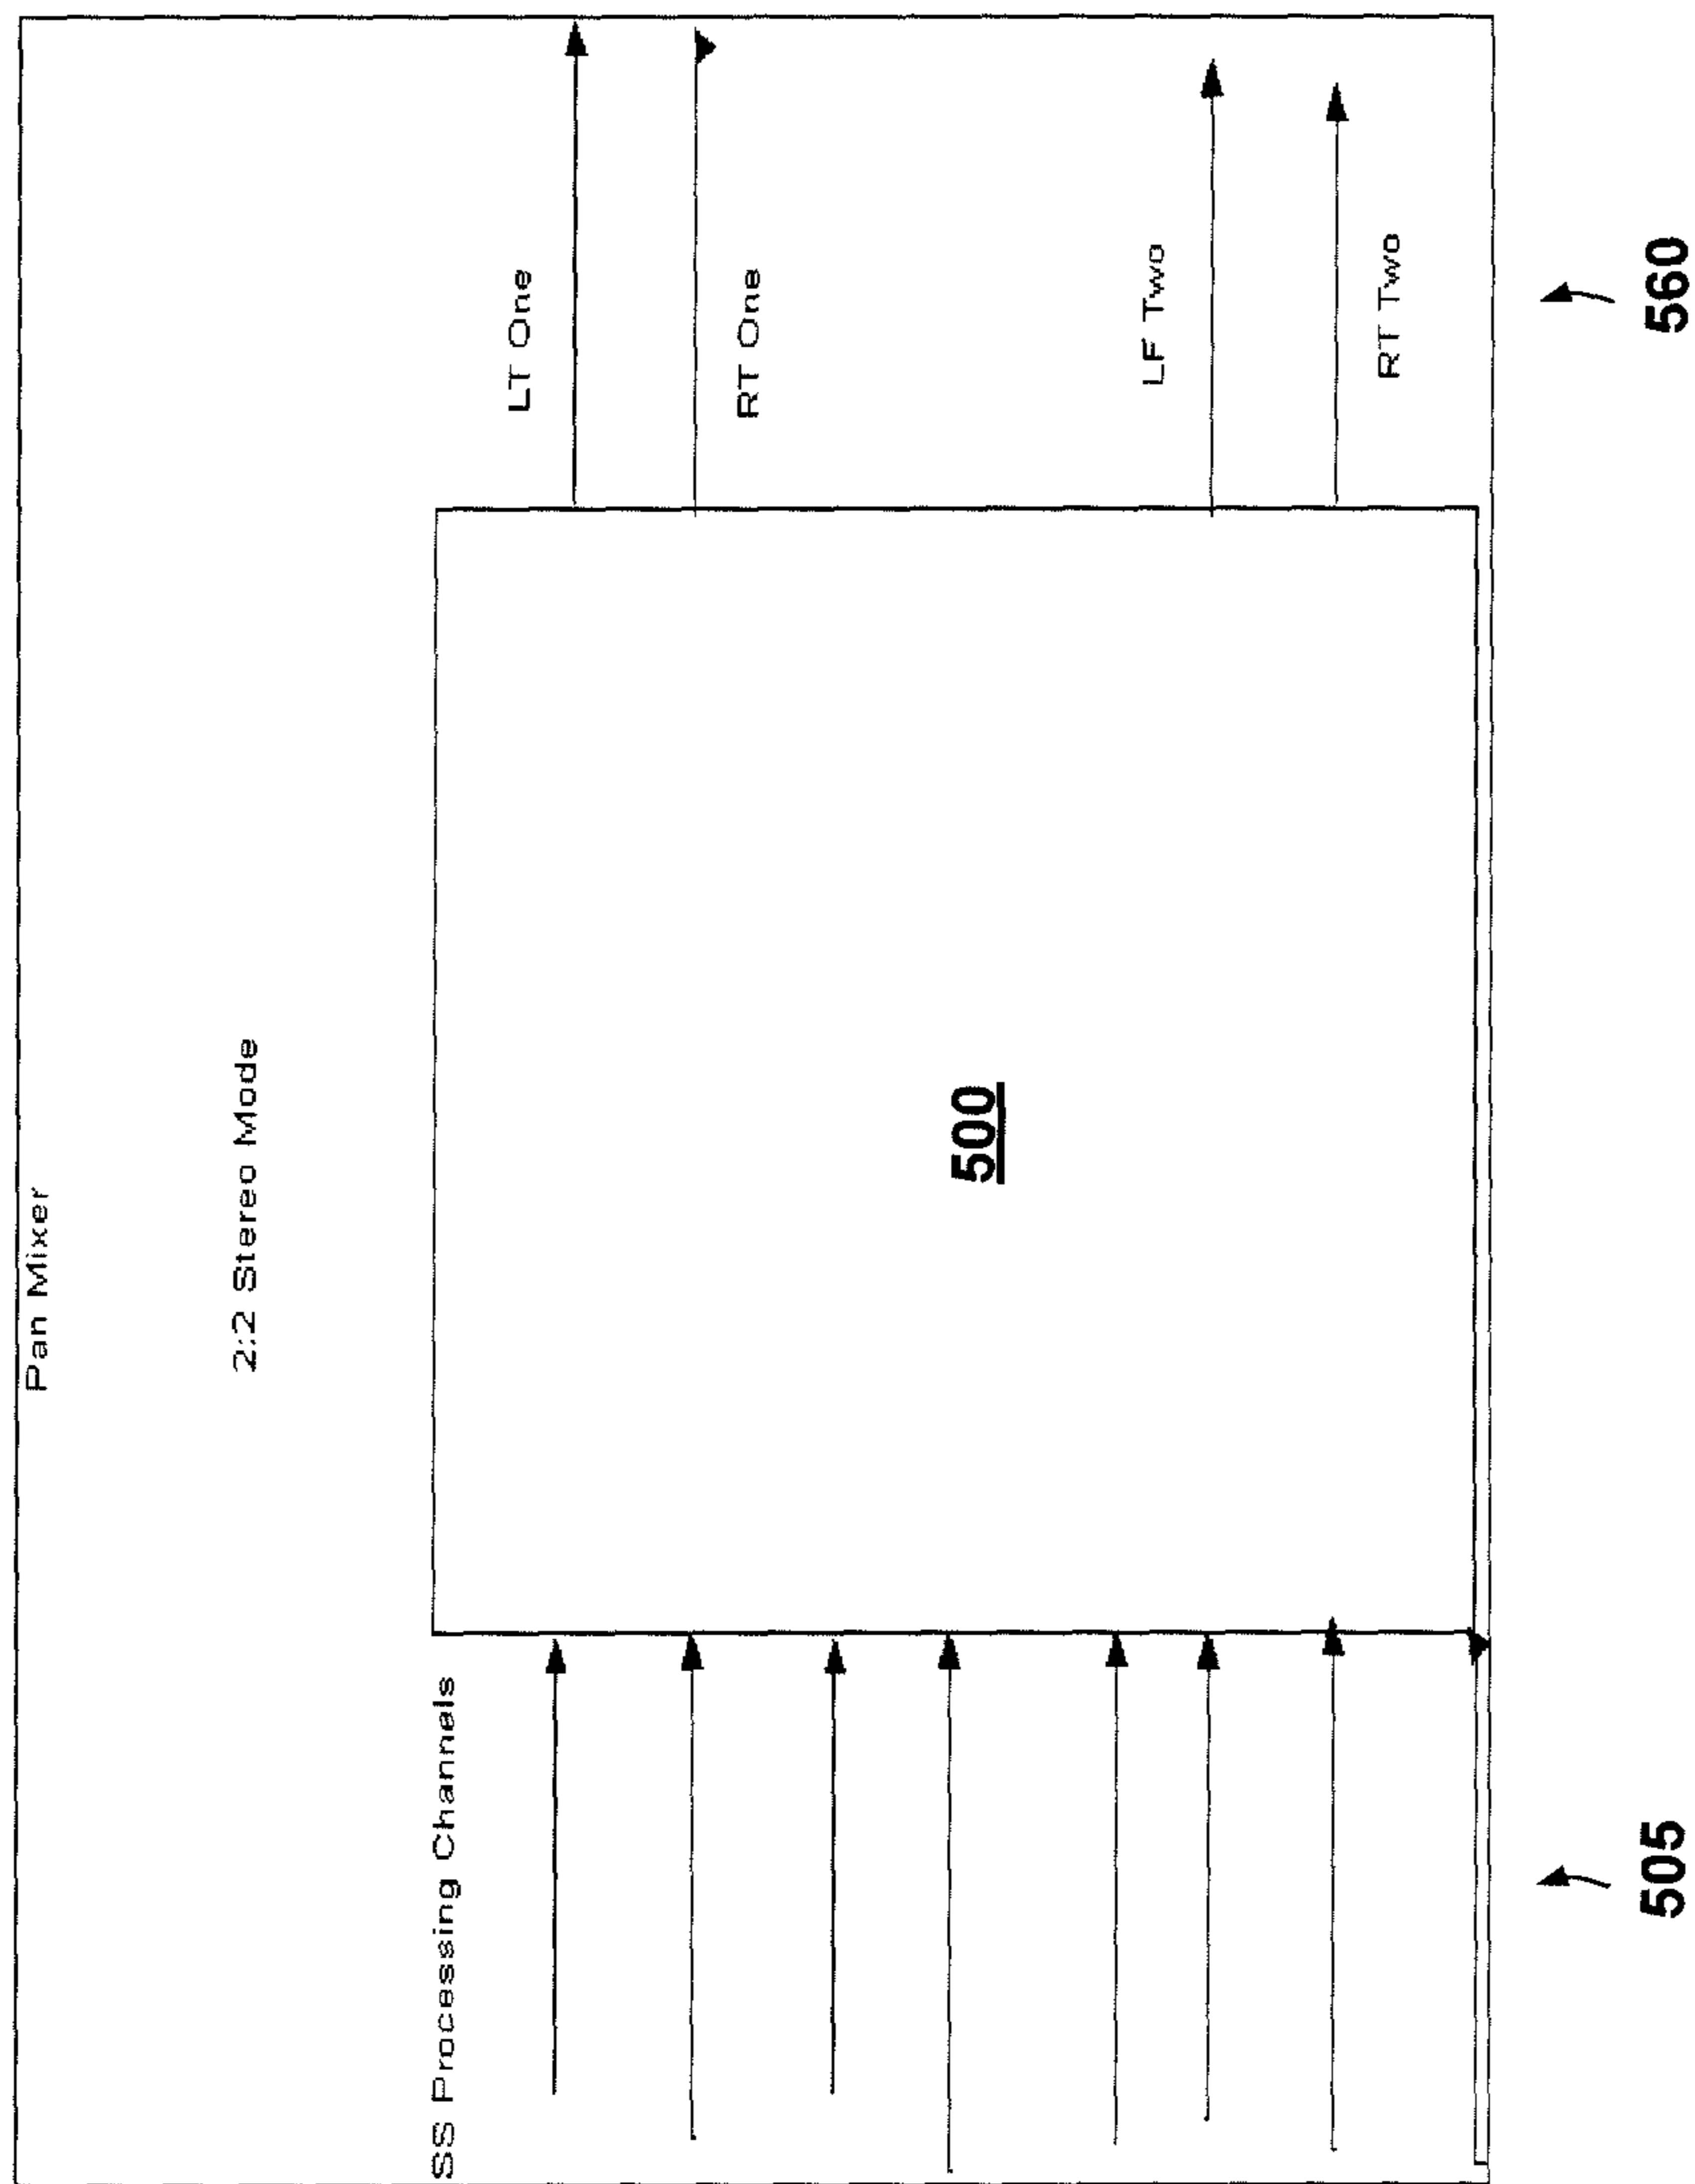 Pan Mixer
2:2 Stereo Mode
SS Processing Channels
LT One
RT One
500
LF Two
RT Two
505
560